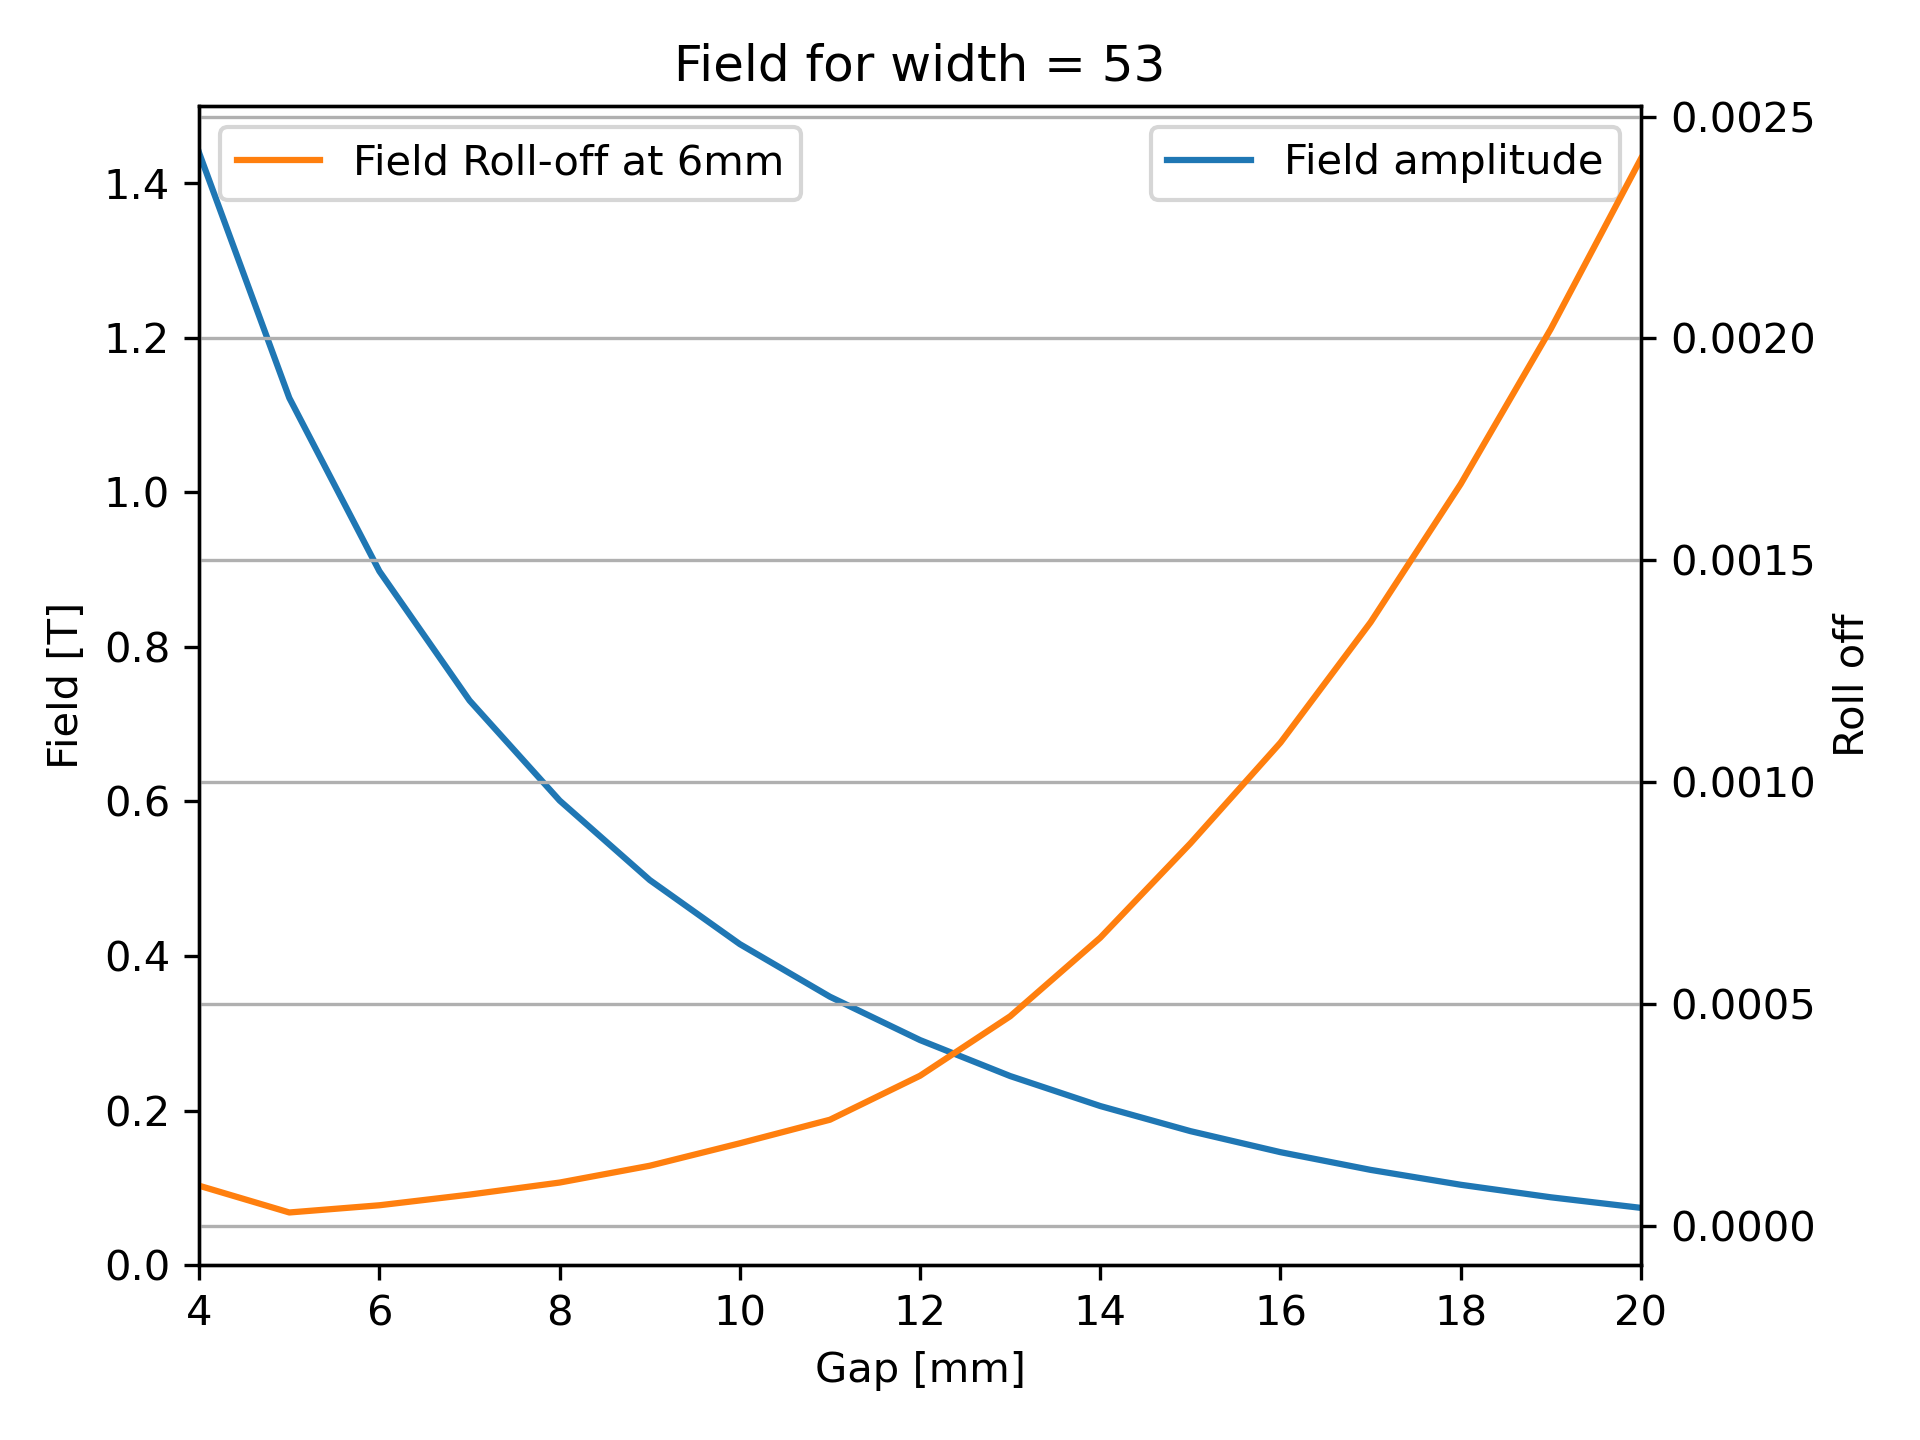 Field for width = 53
Field Roll-off at 6mm
Field amplitude
Field [T]
1.4
1.2
1.0
0.8
0.6
0.4
0.2
0.0
0.0025
0.0020
0.0015
0.0010
0.0005
0.0000
Roll off
4 6 8 10 12 14 16 18 20
Gap [mm]